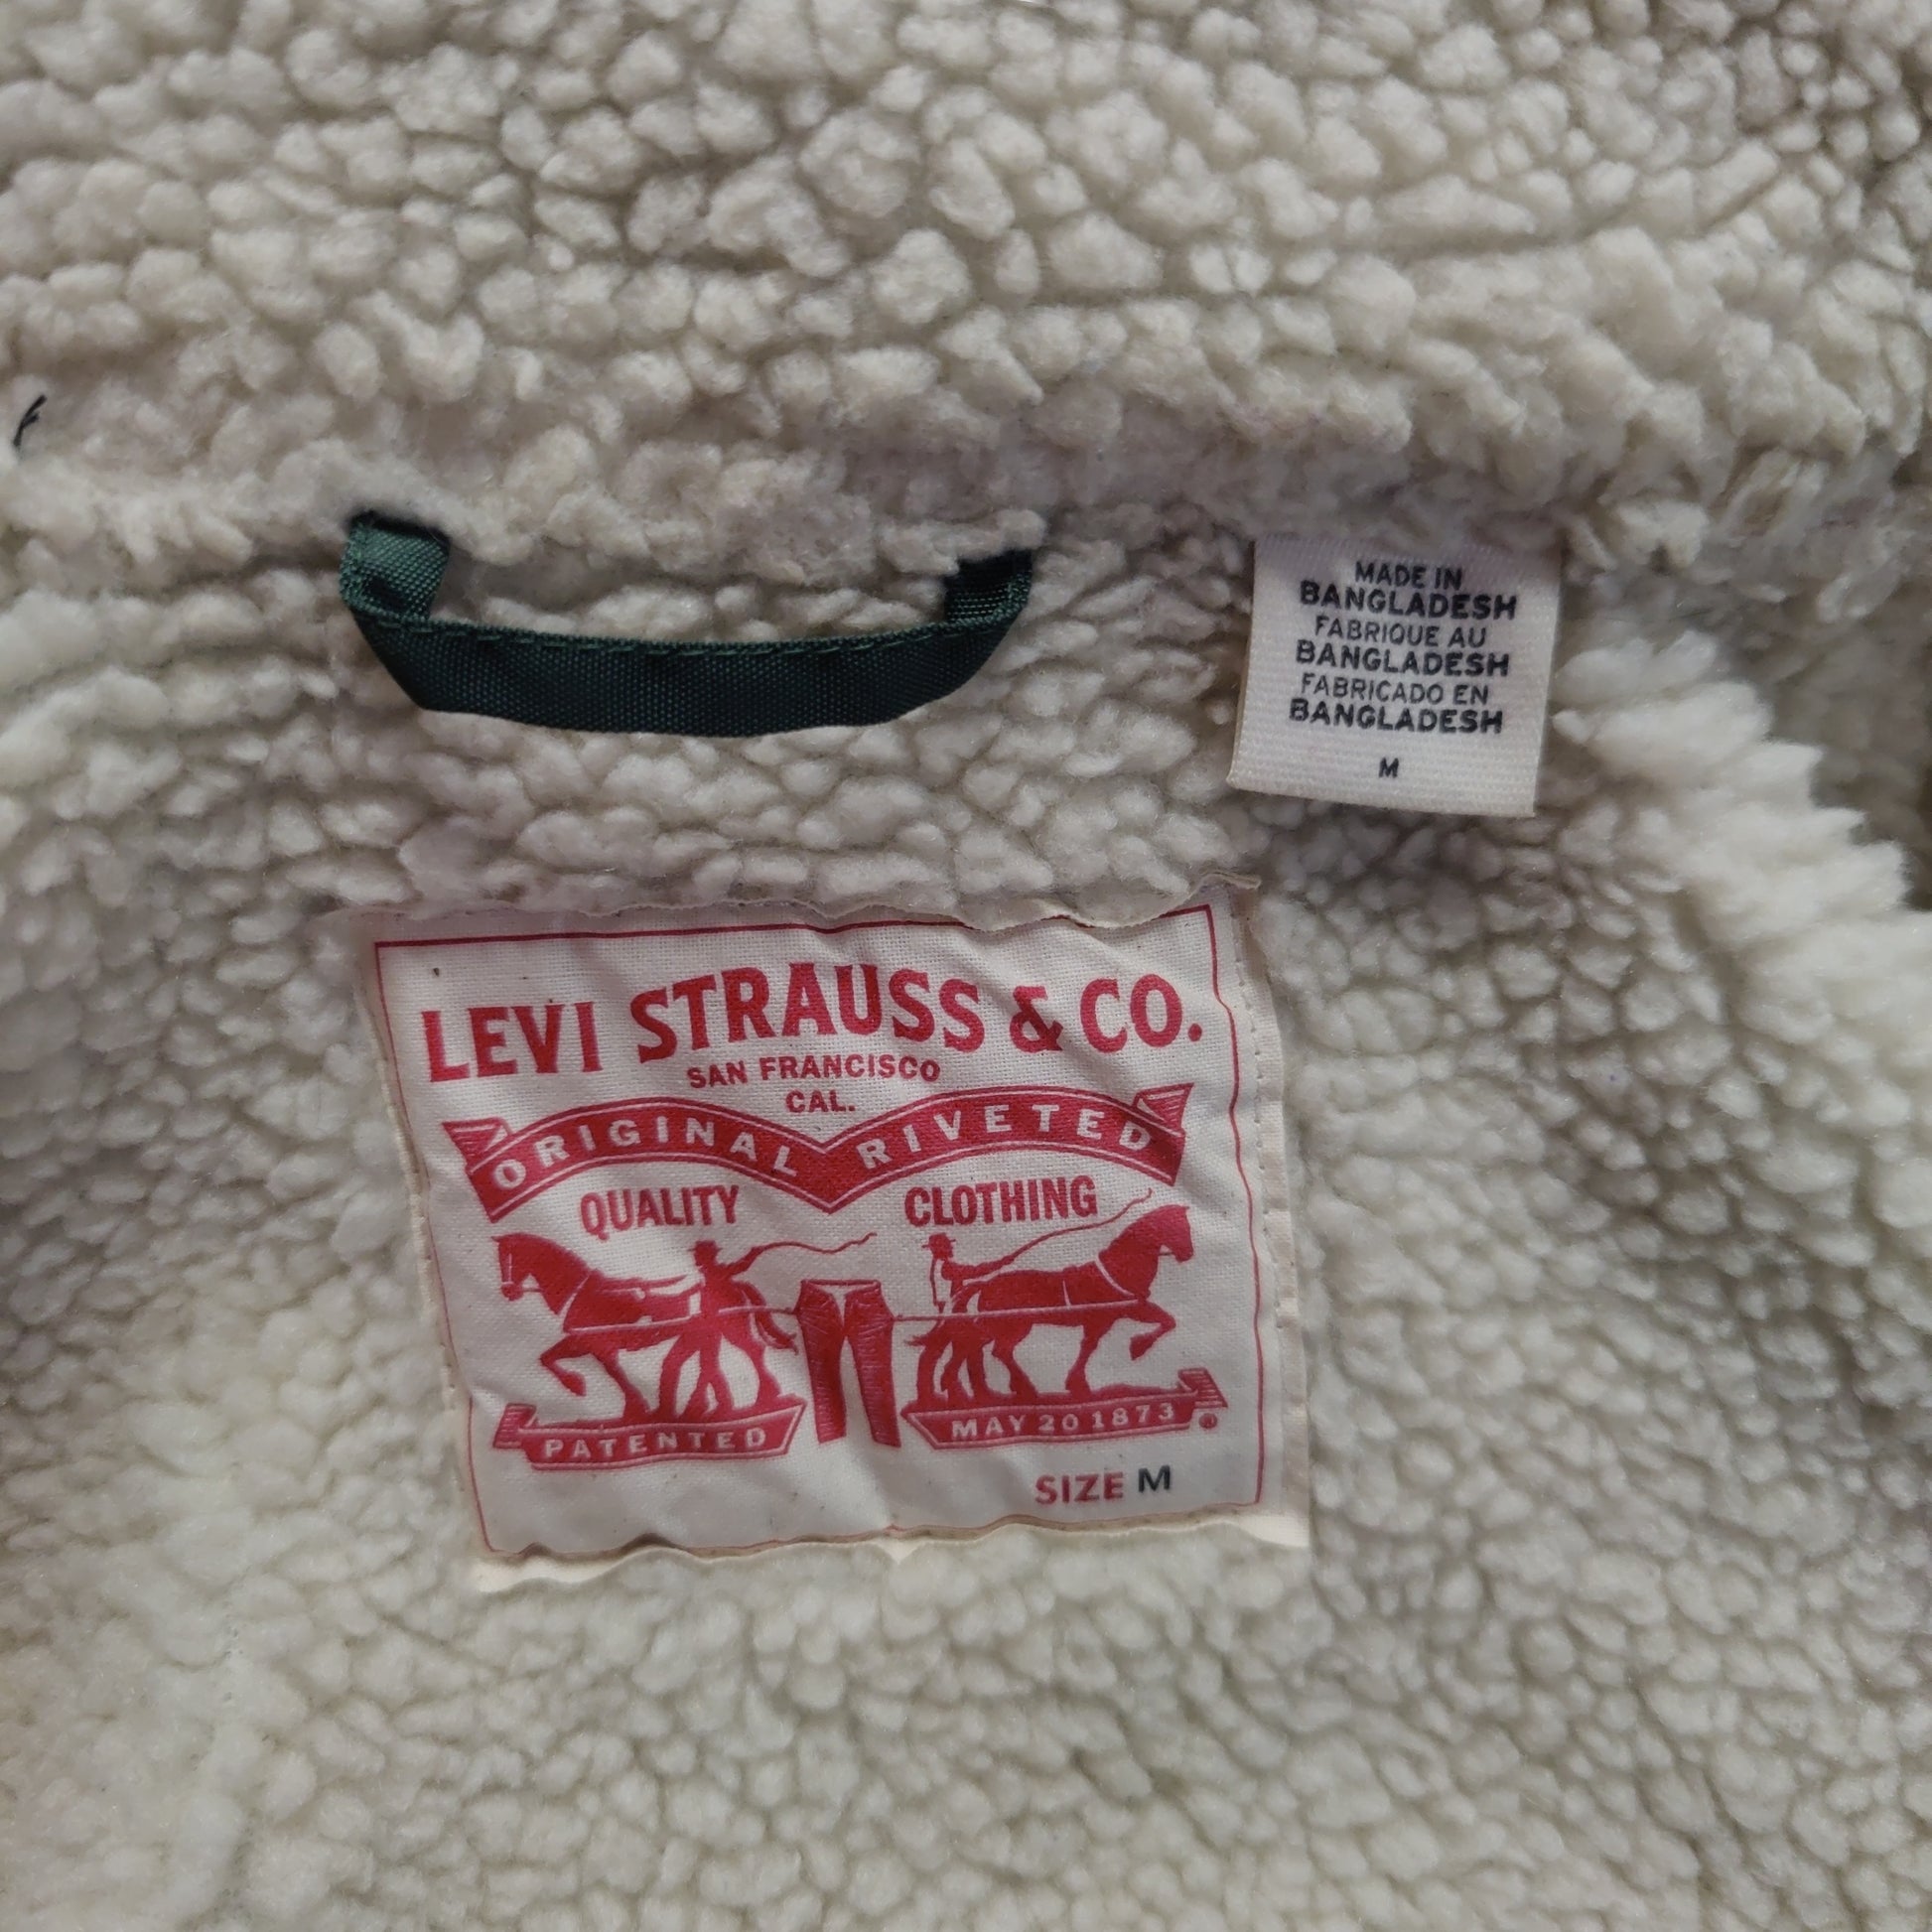 MADE IN
BANGLADESH
FABRIQUE AU
BANGLADESH
FABRICADO EN
BANGLADESH
M
LEVI STRAUSS & CO.
SAN FRANCISCO
CAL.
ORIGINAL RIVETED
QUALITY CLOTHING
PATENTED MAY 20 1873 ®
SIZE M